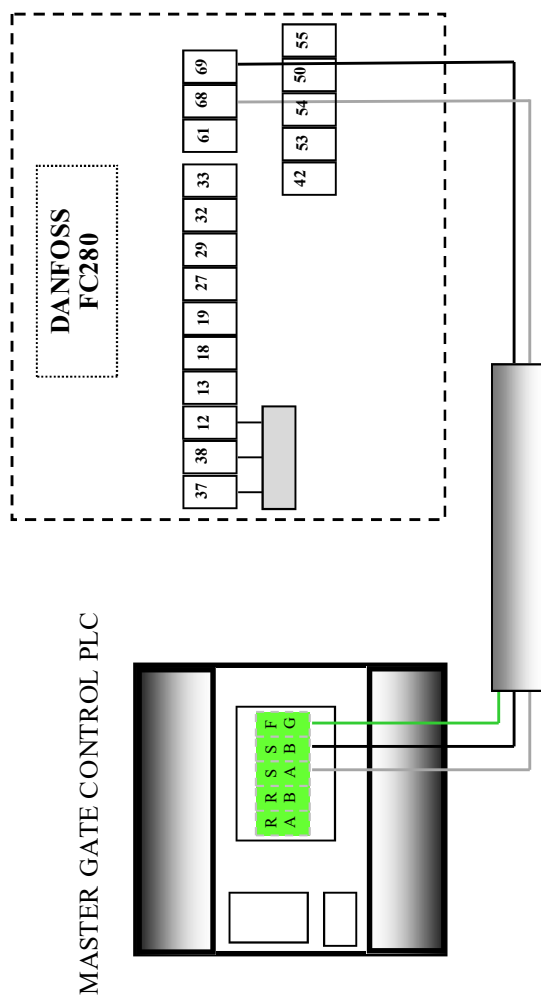 MASTER GATE CONTROL PLC
DANFOSS
FC280
37 38 12 13 18 19 27 29 32 33 61 68 69
42 53 54 50 55
R R S S F
A B A B G